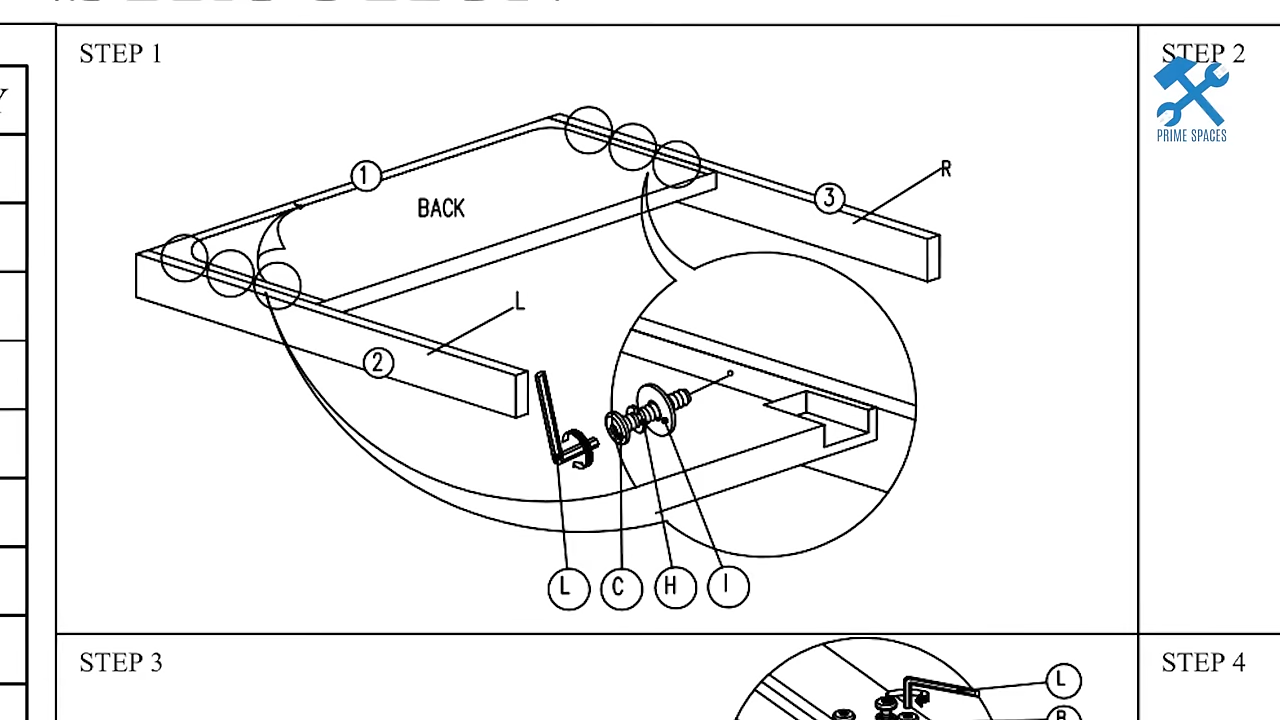 STEP 1
STEP 2
PRIME SPACES
1
BACK
3
R
L
2
L
C
H
I
STEP 3
STEP 4
L